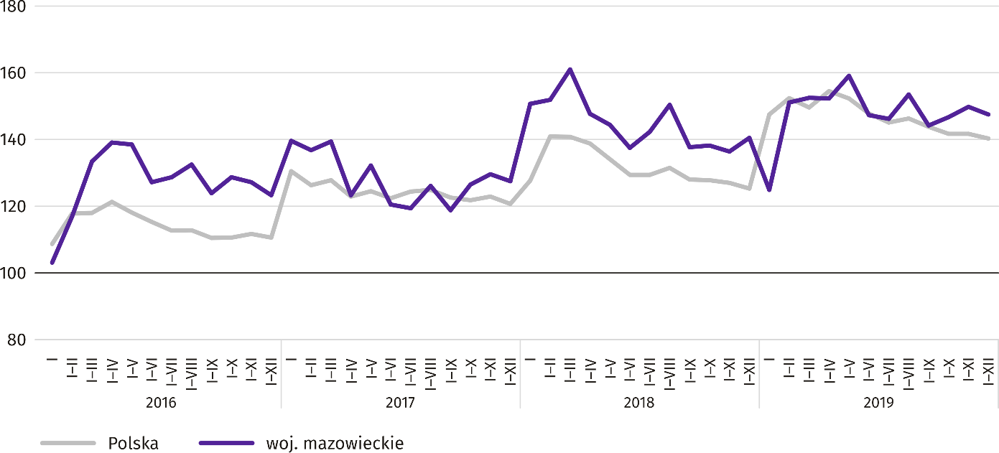 180
160
140
120
100
80
I I–II I–III I–IV I–V I–VI I–VII I–VIII I–IX I–X I–XI I–XII I I–II I–III I–IV I–V I–VI I–VII I–VIII I–IX I–X I–XI I–XII I I–II I–III I–IV I–V I–VI I–VII I–VIII I–IX I–X I–XI I–XII I I–II I–III I–IV I–V I–VI I–VII I–VIII I–IX I–X I–XI I–XII
2016 2017 2018 2019
Polska woj. mazowieckie